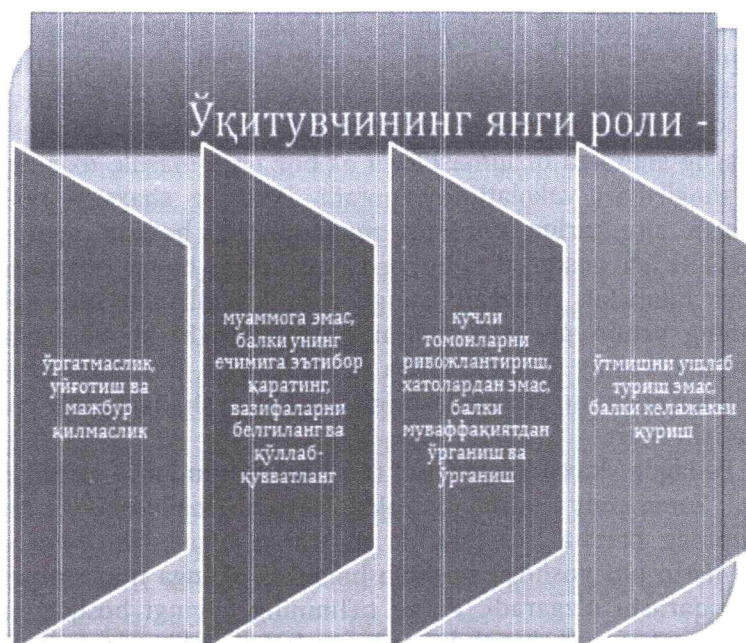 Ўқитувчининг янги роли -
ўргатмаслик,
уйғотиш ва
мажбур
қилмаслик
муаммога эмас,
балки унинг
ечимига эътибор
қаратинг,
вазифаларни
белгиланг ва
қўллаб-
қувватланг
кучли
томонларни
ривожлантириш,
хатолардан эмас,
балки
муваффақиятдан
ўрганиш ва
ўрганиш
ўтмишни ушлаб
туриш эмас,
балки келажакни
қуриш